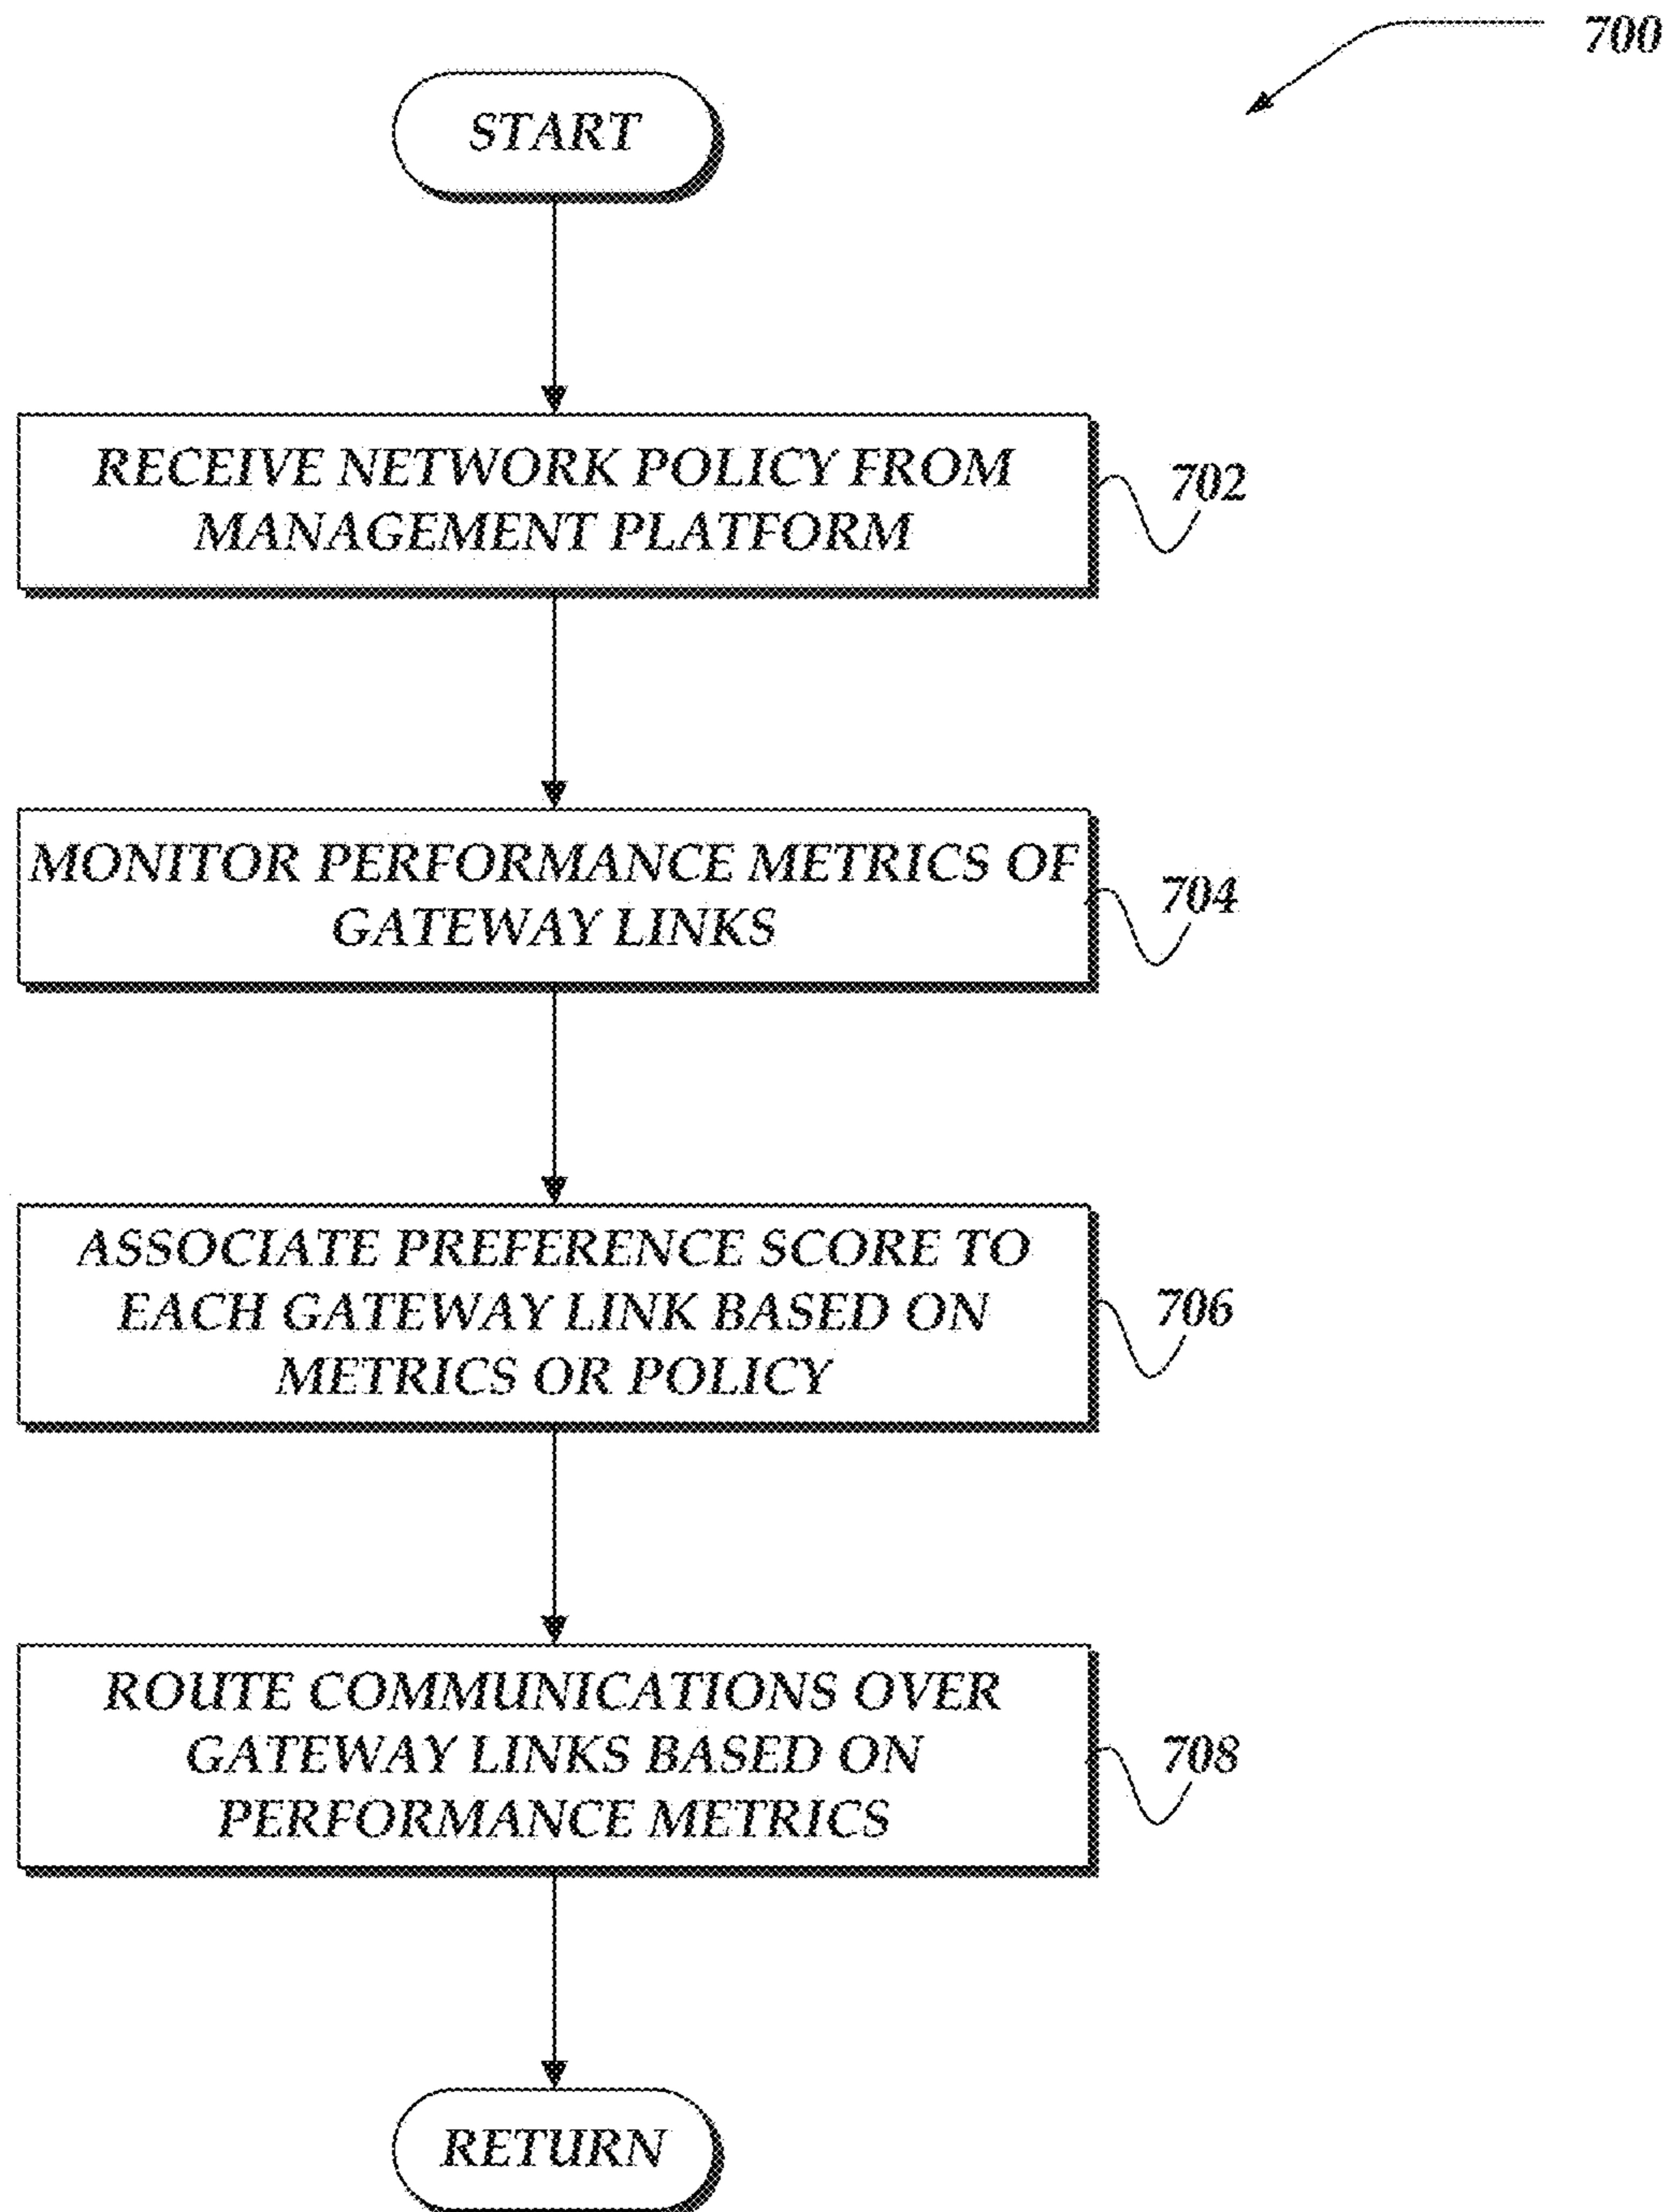 700
START
RECEIVE NETWORK POLICY FROM
MANAGEMENT PLATFORM
702
MONITOR PERFORMANCE METRICS OF
GATEWAY LINKS
704
ASSOCIATE PREFERENCE SCORE TO
EACH GATEWAY LINK BASED ON
METRICS OR POLICY
706
ROUTE COMMUNICATIONS OVER
GATEWAY LINKS BASED ON
PERFORMANCE METRICS
708
RETURN